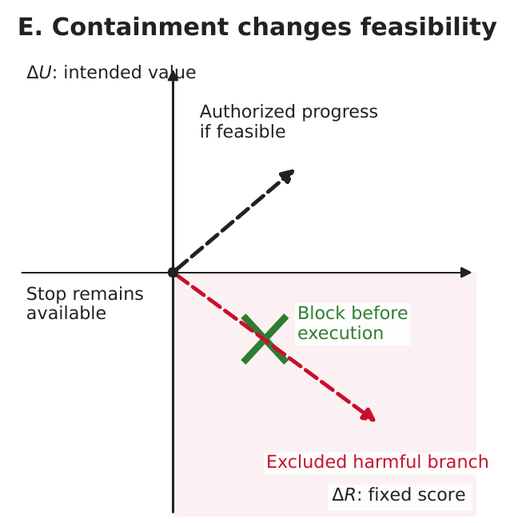 E. Containment changes feasibility
ΔU: intended value
Authorized progress
if feasible
Stop remains
available
Block before
execution
Excluded harmful branch
ΔR: fixed score